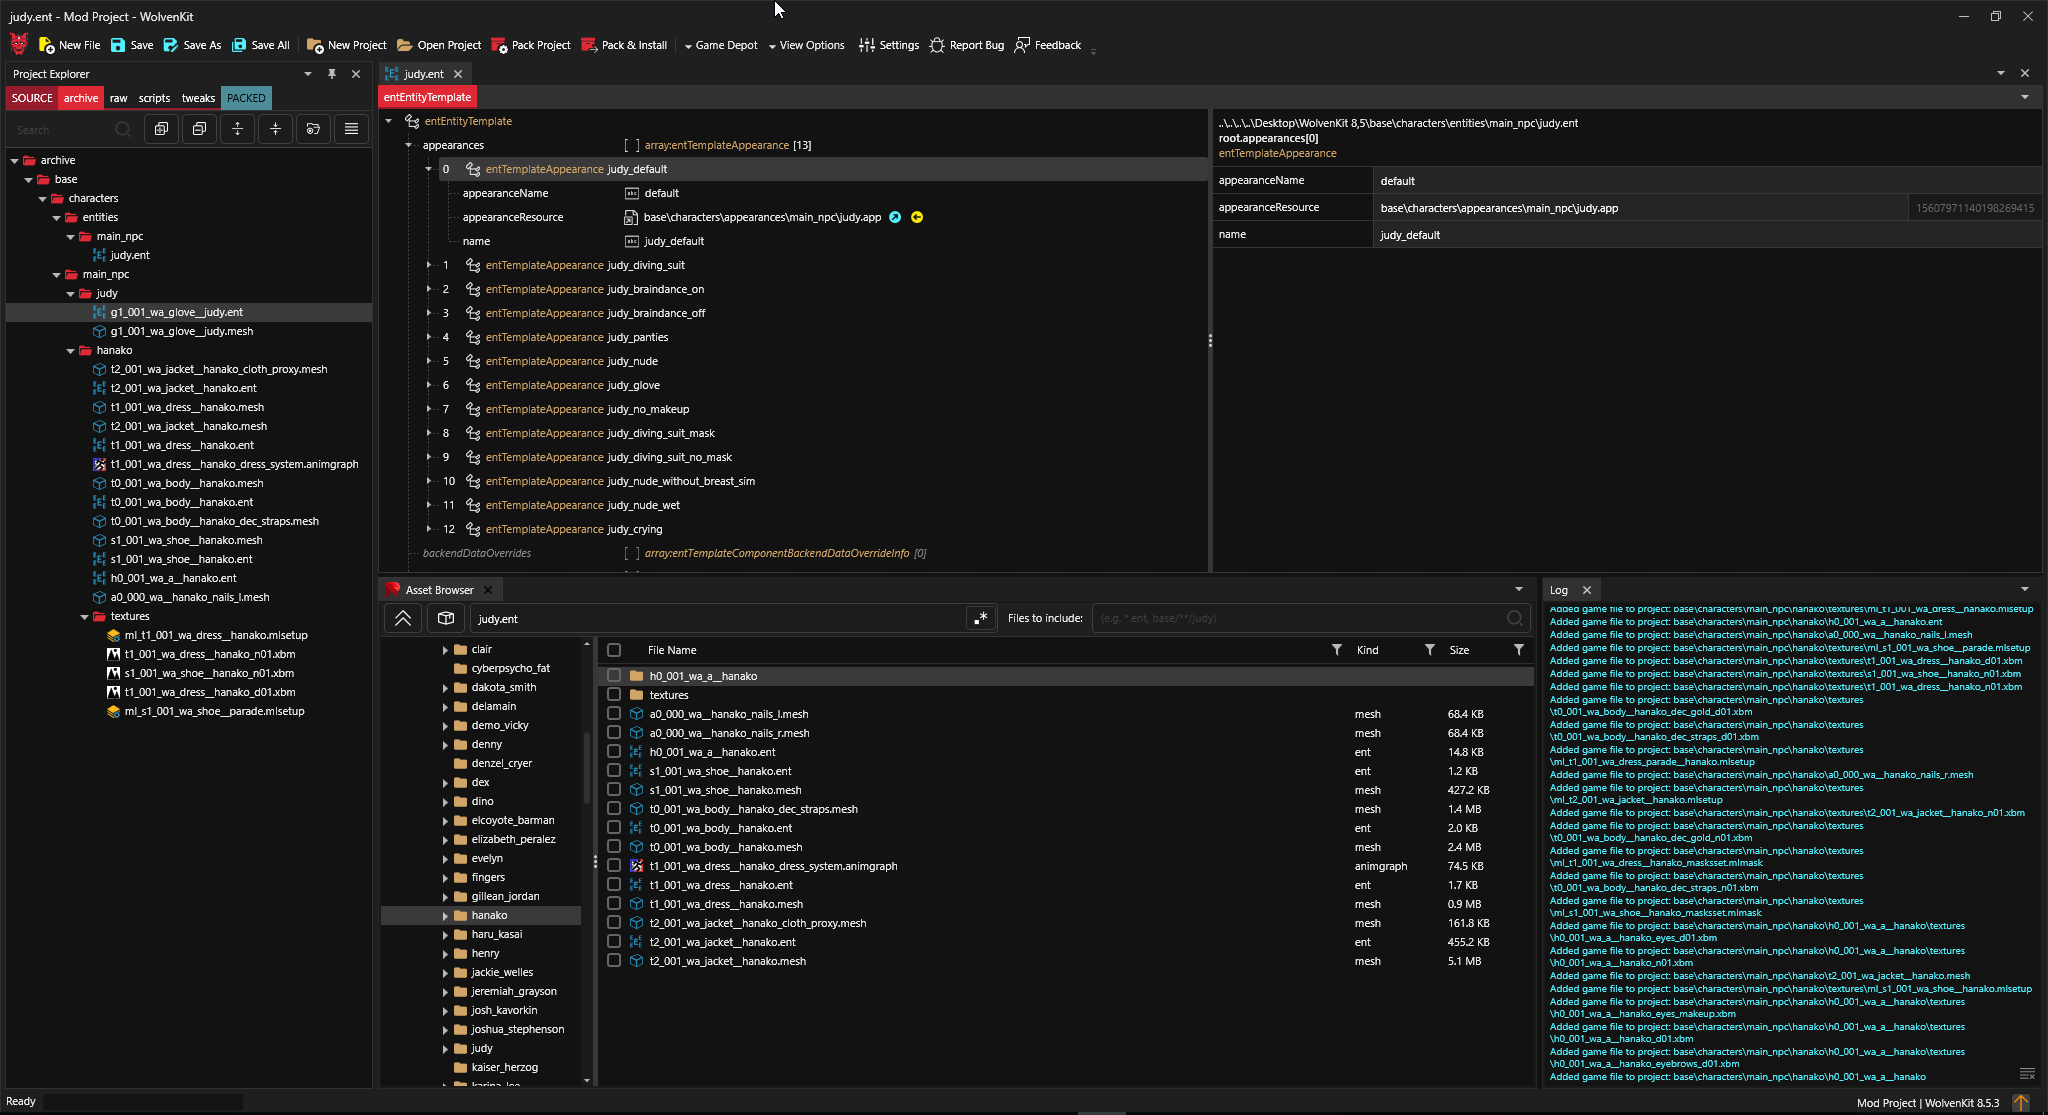 judy.ent - Mod Project - WolvenKit
New File Save Save As Save All New Project Open Project Pack Project Pack & Install Game Depot View Options Settings Report Bug Feedback
Project Explorer
SOURCE archive raw scripts tweaks PACKED
Search
archive
base
characters
entities
main_npc
judy.ent
main_npc
judy
g1_001_wa_glove__judy.ent
g1_001_wa_glove__judy.mesh
hanako
t2_001_wa_jacket__hanako_cloth_proxy.mesh
t2_001_wa_jacket__hanako.ent
t1_001_wa_dress__hanako.mesh
t2_001_wa_jacket__hanako.mesh
t1_001_wa_dress__hanako.ent
t1_001_wa_dress__hanako_dress_system.animgraph
t0_001_wa_body__hanako.mesh
t0_001_wa_body__hanako.ent
t0_001_wa_body__hanako_dec_straps.mesh
s1_001_wa_shoe__hanako.mesh
s1_001_wa_shoe__hanako.ent
h0_001_wa_a__hanako.ent
a0_000_wa__hanako_nails_l.mesh
textures
ml_t1_001_wa_dress__hanako.mlsetup
t1_001_wa_dress__hanako_n01.xbm
s1_001_wa_shoe__hanako_n01.xbm
t1_001_wa_dress__hanako_d01.xbm
ml_s1_001_wa_shoe__parade.mlsetup
judy.ent
entEntityTemplate
entEntityTemplate
appearances [ ] array:entTemplateAppearance [13]
0 entTemplateAppearance judy_default
appearanceName abc default
appearanceResource base\characters\appearances\main_npc\judy.app
name abc judy_default
1 entTemplateAppearance judy_diving_suit
2 entTemplateAppearance judy_braindance_on
3 entTemplateAppearance judy_braindance_off
4 entTemplateAppearance judy_panties
5 entTemplateAppearance judy_nude
6 entTemplateAppearance judy_glove
7 entTemplateAppearance judy_no_makeup
8 entTemplateAppearance judy_diving_suit_mask
9 entTemplateAppearance judy_diving_suit_no_mask
10 entTemplateAppearance judy_nude_without_breast_sim
11 entTemplateAppearance judy_nude_wet
12 entTemplateAppearance judy_crying
backendDataOverrides [ ] array:entTemplateComponentBackendDataOverrideInfo [0]
..\..\..\..\Desktop\WolvenKit 8,5\base\characters\entities\main_npc\judy.ent
root.appearances[0]
entTemplateAppearance
appearanceName default
appearanceResource base\characters\appearances\main_npc\judy.app 15607971140198269415
name judy_default
Asset Browser
judy.ent .* Files to include: (e.g. *.ent, base/**/judy)
clair
cyberpsycho_fat
dakota_smith
delamain
demo_vicky
denny
denzel_cryer
dex
dino
elcoyote_barman
elizabeth_peralez
evelyn
fingers
gillean_jordan
hanako
haru_kasai
henry
jackie_welles
jeremiah_grayson
josh_kavorkin
joshua_stephenson
judy
kaiser_herzog
karina_lee
File Name Kind Size
h0_001_wa_a__hanako
textures
a0_000_wa__hanako_nails_l.mesh mesh 68.4 KB
a0_000_wa__hanako_nails_r.mesh mesh 68.4 KB
h0_001_wa_a__hanako.ent ent 14.8 KB
s1_001_wa_shoe__hanako.ent ent 1.2 KB
s1_001_wa_shoe__hanako.mesh mesh 427.2 KB
t0_001_wa_body__hanako_dec_straps.mesh mesh 1.4 MB
t0_001_wa_body__hanako.ent ent 2.0 KB
t0_001_wa_body__hanako.mesh mesh 2.4 MB
t1_001_wa_dress__hanako_dress_system.animgraph animgraph 74.5 KB
t1_001_wa_dress__hanako.ent ent 1.7 KB
t1_001_wa_dress__hanako.mesh mesh 0.9 MB
t2_001_wa_jacket__hanako_cloth_proxy.mesh mesh 161.8 KB
t2_001_wa_jacket__hanako.ent ent 455.2 KB
t2_001_wa_jacket__hanako.mesh mesh 5.1 MB
Log
Added game file to project: base\characters\main_npc\hanako\textures\ml_t1_001_wa_dress__hanako.mlsetup
Added game file to project: base\characters\main_npc\hanako\h0_001_wa_a__hanako.ent
Added game file to project: base\characters\main_npc\hanako\a0_000_wa__hanako_nails_l.mesh
Added game file to project: base\characters\main_npc\hanako\textures\ml_s1_001_wa_shoe__parade.mlsetup
Added game file to project: base\characters\main_npc\hanako\textures\t1_001_wa_dress__hanako_d01.xbm
Added game file to project: base\characters\main_npc\hanako\textures\s1_001_wa_shoe__hanako_n01.xbm
Added game file to project: base\characters\main_npc\hanako\textures\t1_001_wa_dress__hanako_n01.xbm
Added game file to project: base\characters\main_npc\hanako\textures
\t0_001_wa_body__hanako_dec_gold_d01.xbm
Added game file to project: base\characters\main_npc\hanako\textures
\t0_001_wa_body__hanako_dec_straps_d01.xbm
Added game file to project: base\characters\main_npc\hanako\textures
\ml_t1_001_wa_dress_parade__hanako.mlsetup
Added game file to project: base\characters\main_npc\hanako\a0_000_wa__hanako_nails_r.mesh
Added game file to project: base\characters\main_npc\hanako\textures
\ml_t2_001_wa_jacket__hanako.mlsetup
Added game file to project: base\characters\main_npc\hanako\textures\t2_001_wa_jacket__hanako_n01.xbm
Added game file to project: base\characters\main_npc\hanako\textures
\t0_001_wa_body__hanako_dec_gold_n01.xbm
Added game file to project: base\characters\main_npc\hanako\textures
\ml_t1_001_wa_dress__hanako_masksset.mlmask
Added game file to project: base\characters\main_npc\hanako\textures
\t0_001_wa_body__hanako_dec_straps_n01.xbm
Added game file to project: base\characters\main_npc\hanako\textures
\ml_s1_001_wa_shoe__hanako_masksset.mlmask
Added game file to project: base\characters\main_npc\hanako\h0_001_wa_a__hanako\textures
\h0_001_wa_a__hanako_eyes_d01.xbm
Added game file to project: base\characters\main_npc\hanako\h0_001_wa_a__hanako\textures
\h0_001_wa_a__hanako_n01.xbm
Added game file to project: base\characters\main_npc\hanako\t2_001_wa_jacket__hanako.mesh
Added game file to project: base\characters\main_npc\hanako\textures\ml_s1_001_wa_shoe__hanako.mlsetup
Added game file to project: base\characters\main_npc\hanako\h0_001_wa_a__hanako\textures
\h0_001_wa_a__hanako_eyes_makeup.xbm
Added game file to project: base\characters\main_npc\hanako\h0_001_wa_a__hanako\textures
\h0_001_wa_a__hanako_d01.xbm
Added game file to project: base\characters\main_npc\hanako\h0_001_wa_a__hanako\textures
\h0_001_wa_a__hanako_eyebrows_d01.xbm
Added game file to project: base\characters\main_npc\hanako\h0_001_wa_a__hanako
Ready
Mod Project | WolvenKit 8.5.3